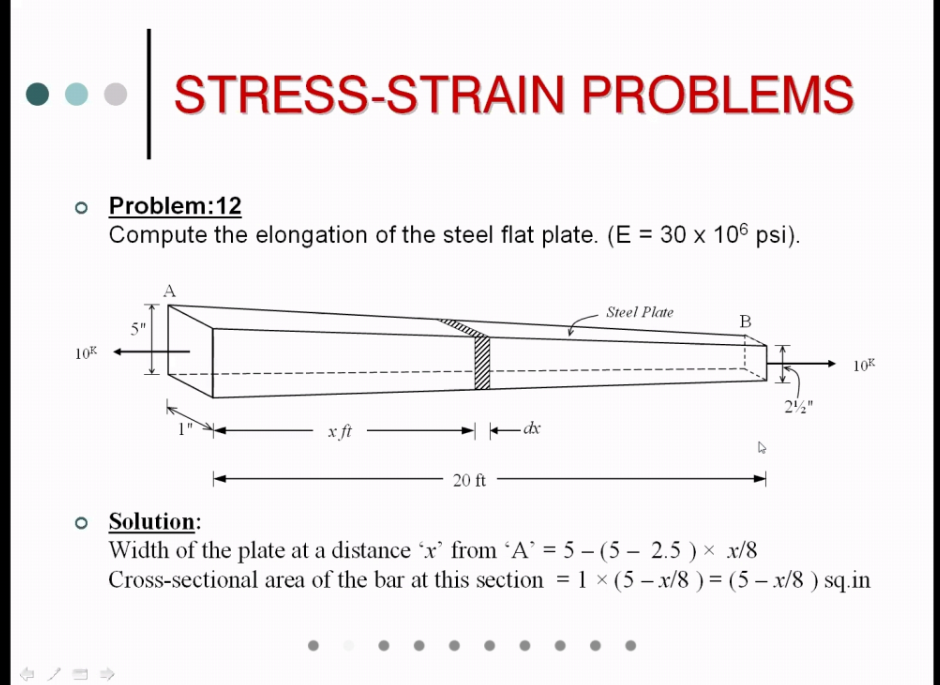 STRESS-STRAIN PROBLEMS
Problem:12
Compute the elongation of the steel flat plate. (E = 30 x 10⁶ psi).
A
Steel Plate
B
5"
10ᴷ
10ᴷ
2½"
1"
x ft
dx
20 ft
Solution:
Width of the plate at a distance ‘x’ from ‘A’ = 5 – (5 – 2.5 ) × x/8
Cross-sectional area of the bar at this section = 1 × (5 – x/8 ) = (5 – x/8 ) sq.in